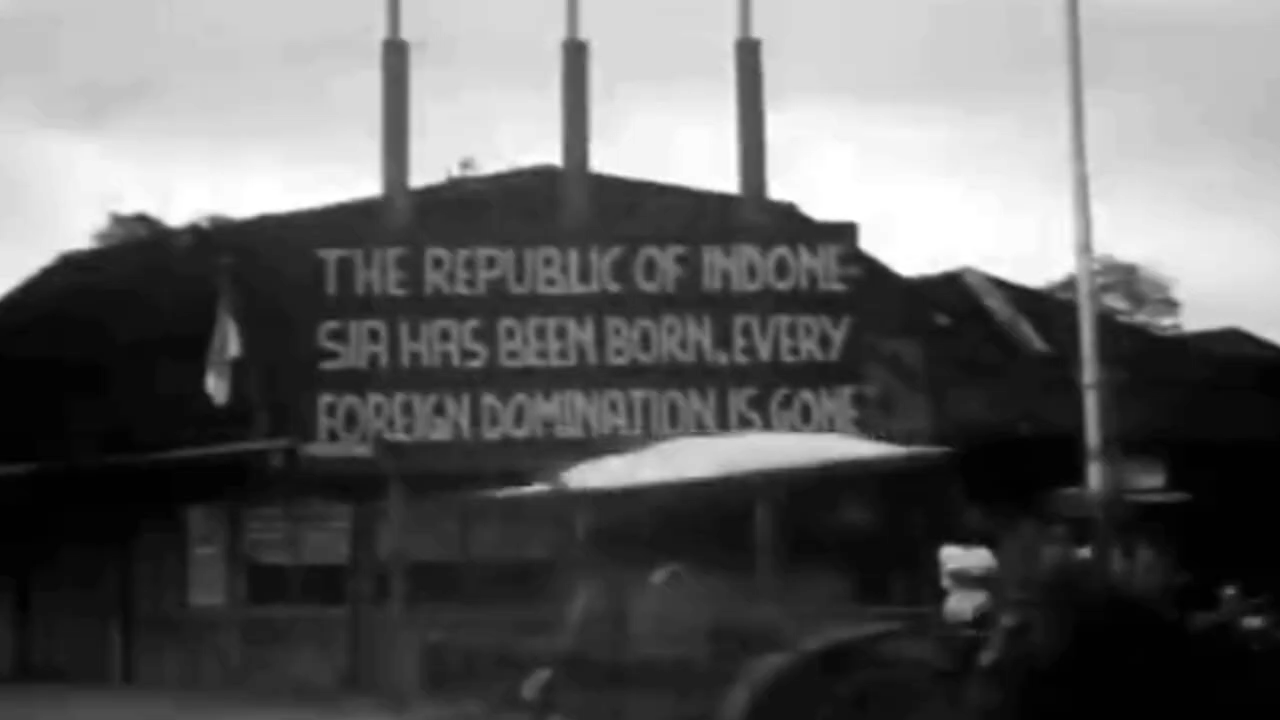 THE REPUBLIC OF INDONE-
SIA HAS BEEN BORN. EVERY
FOREIGN DOMINATION IS GONE